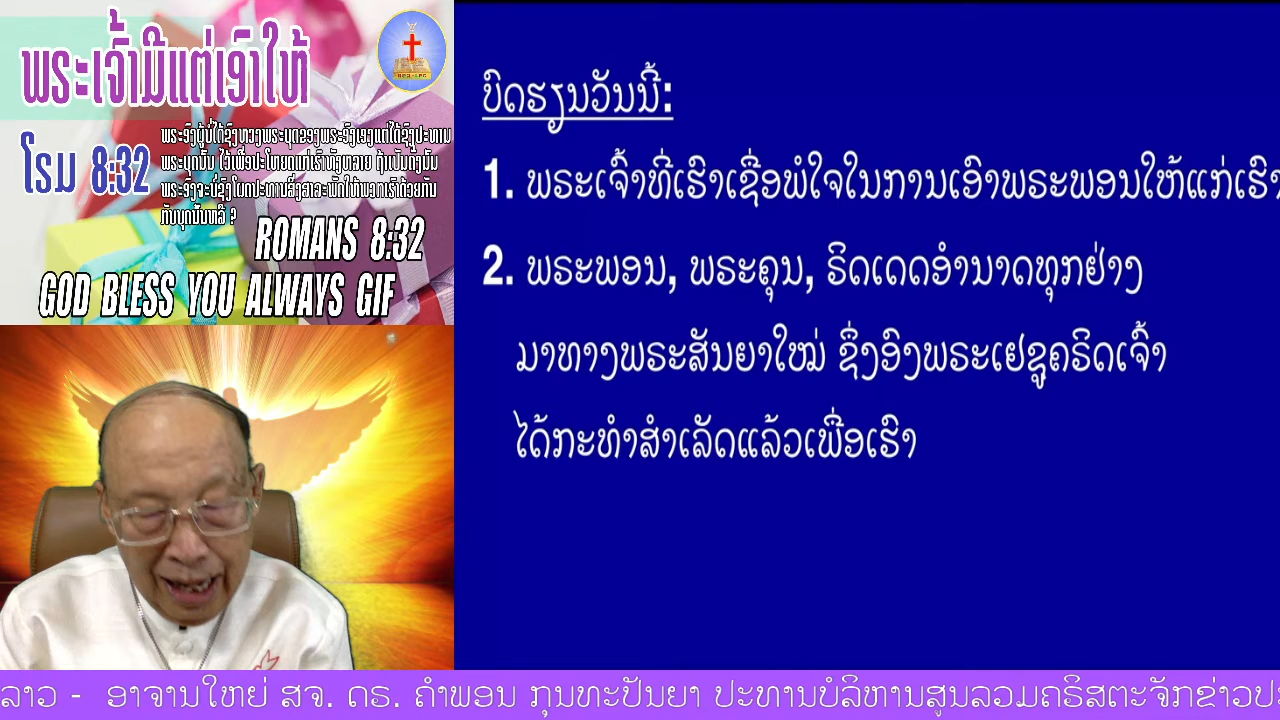 ພຣະເຈົ້າມີແຕ່ເອົາໃຫ້
ໂຣມ 8:32
ROMANS 8:32
GOD BLESS YOU ALWAYS GIF
ບົດຮຽນວັນນີ້:
1. ພຣະເຈົ້າທີ່ເຮົາເຊື່ອພໍໃຈໃນການເອົາພຣະພອນໃຫ້ແກ່ເຮົາ
2. ພຣະພອນ, ພຣະຄຸນ, ຣິດເດດອຳນາດທຸກຢ່າງ
ມາທາງພຣະສັນຍາໃໝ່ ຊຶ່ງອົງພຣະເຢຊູຄຣິດເຈົ້າ
ໄດ້ກະທຳສຳເລັດແລ້ວເພື່ອເຮົາ
ລາວ - ອາຈານໃຫຍ່ ສຈ. ດຣ. ຄຳພອນ ກຸນທະປັນຍາ ປະທານບໍລິຫານສູນລວມຄຣິສຕະຈັກຂ່າວປະ